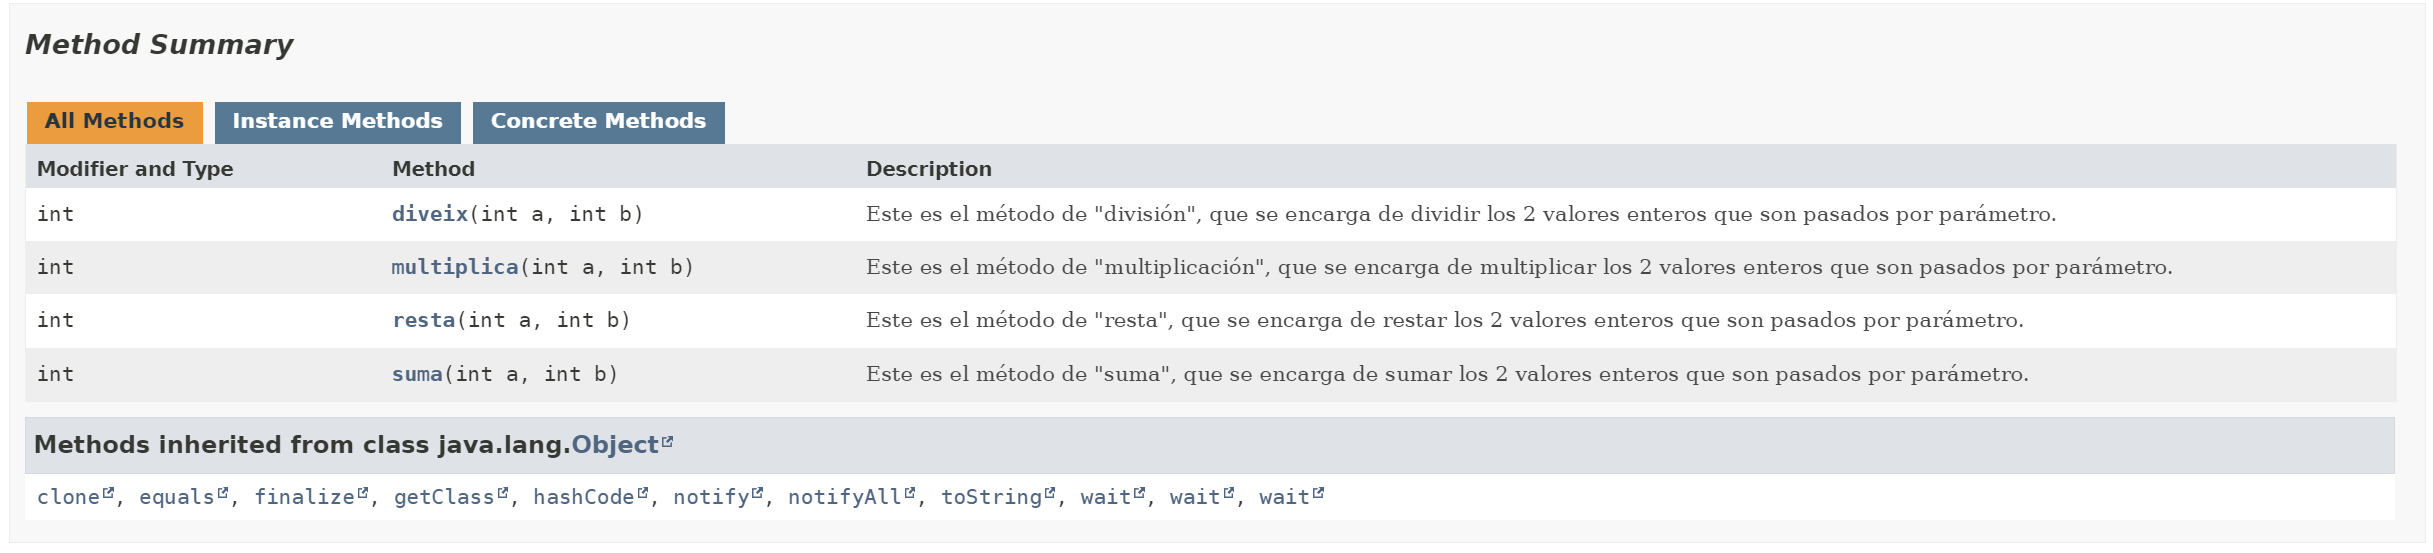 Method Summary
All Methods Instance Methods Concrete Methods
Modifier and Type Method Description
int diveix(int a, int b) Este es el método de "división", que se encarga de dividir los 2 valores enteros que son pasados por parámetro.
int multiplica(int a, int b) Este es el método de "multiplicación", que se encarga de multiplicar los 2 valores enteros que son pasados por parámetro.
int resta(int a, int b) Este es el método de "resta", que se encarga de restar los 2 valores enteros que son pasados por parámetro.
int suma(int a, int b) Este es el método de "suma", que se encarga de sumar los 2 valores enteros que son pasados por parámetro.
Methods inherited from class java.lang.Object
clone, equals, finalize, getClass, hashCode, notify, notifyAll, toString, wait, wait, wait